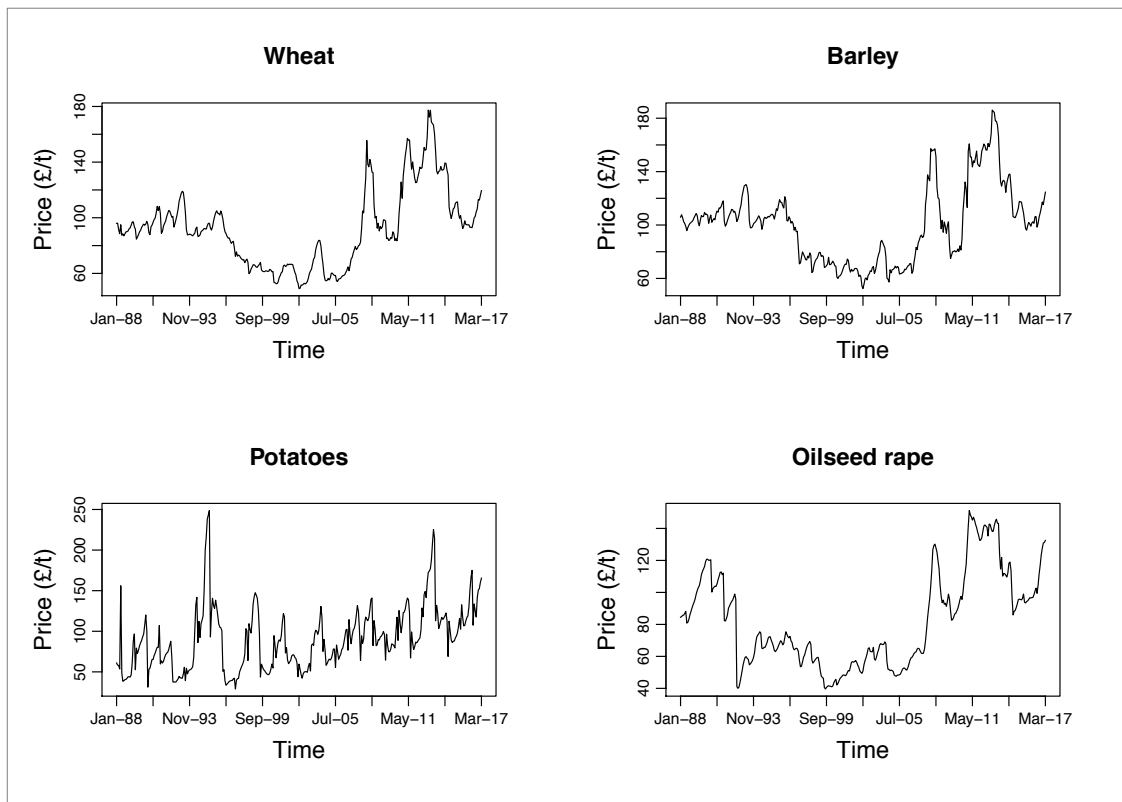 Wheat
Price (£/t)
180
140
100
60
Jan–88 Nov–93 Sep–99 Jul–05 May–11 Mar–17
Time
Barley
Price (£/t)
180
140
100
60
Jan–88 Nov–93 Sep–99 Jul–05 May–11 Mar–17
Time
Potatoes
Price (£/t)
250
200
150
100
50
Jan–88 Nov–93 Sep–99 Jul–05 May–11 Mar–17
Time
Oilseed rape
Price (£/t)
120
80
60
40
Jan–88 Nov–93 Sep–99 Jul–05 May–11 Mar–17
Time